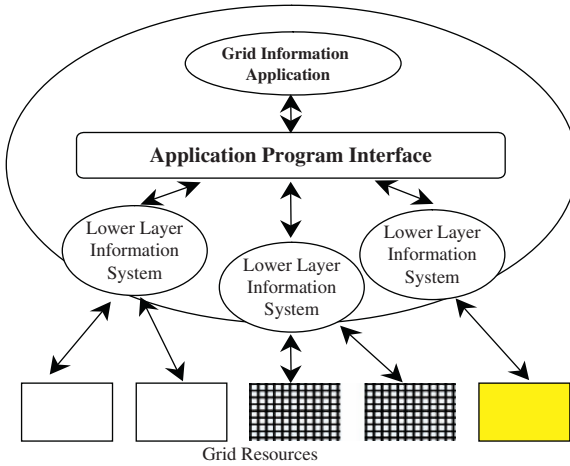 Grid Information
Application
Application Program Interface
Lower Layer
Information
System
Lower Layer
Information
System
Lower Layer
Information
System
Grid Resources